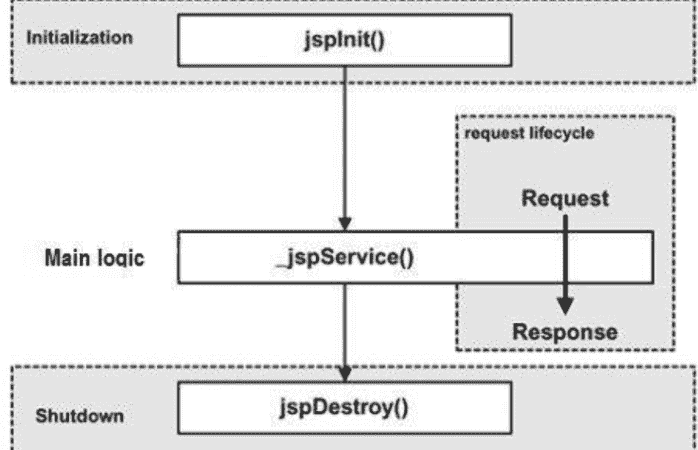 Initialization
jspInit()
request lifecycle
Request
Main logic
_jspService()
Response
jspDestroy()
Shutdown